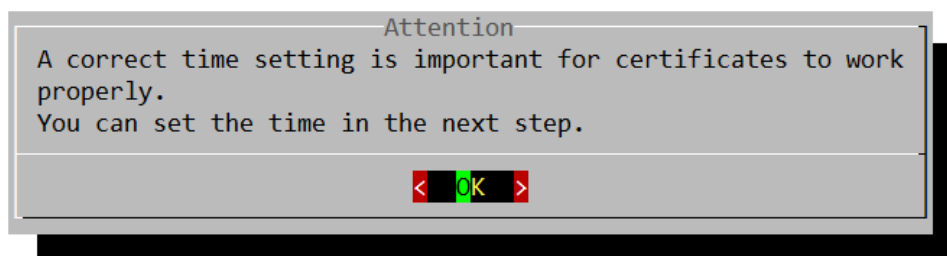 Attention
A correct time setting is important for certificates to work
properly.
You can set the time in the next step.
< OK >